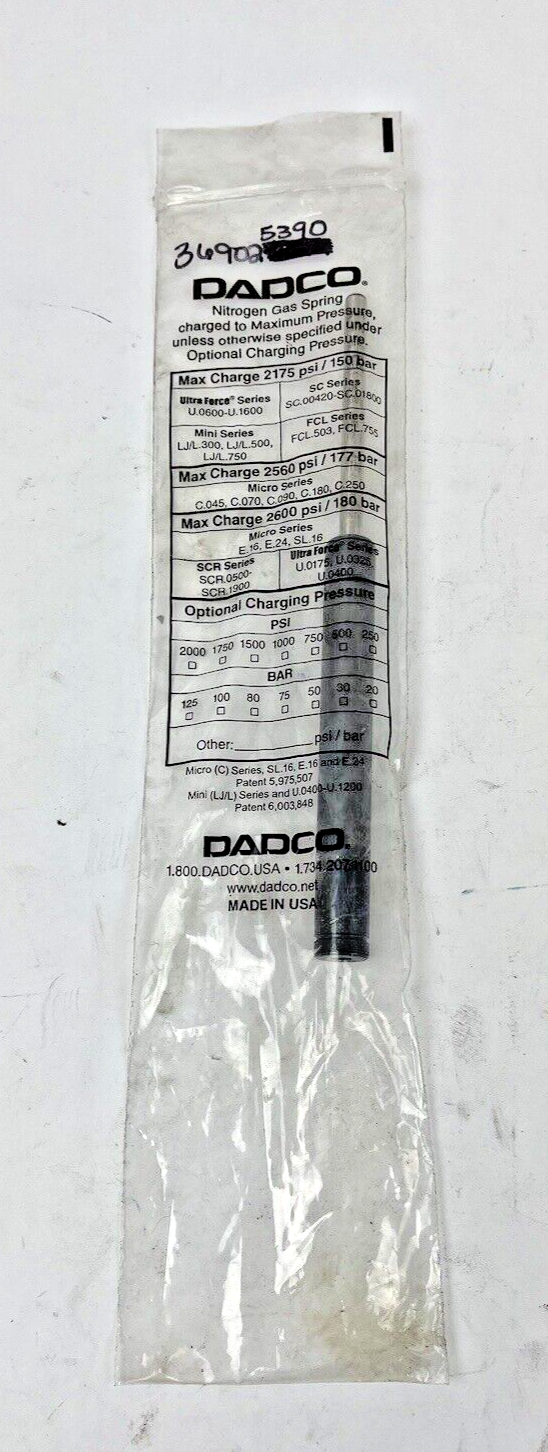 5390
36902
DADCO®
Nitrogen Gas Spring
charged to Maximum Pressure,
unless otherwise specified under
Optional Charging Pressure.
Max Charge 2175 psi / 150 bar
Ultra Force® Series
U.0600-U.1600
SC Series
SC.00420-SC.01800
Mini Series
LJ/L.300, LJ/L.500,
LJ/L.750
FCL Series
FCL.503, FCL.755
Max Charge 2560 psi / 177 bar
Micro Series
C.045, C.070, C.090, C.180, C.250
Max Charge 2600 psi / 180 bar
Micro Series
E.16, E.24, SL.16
SCR Series
SCR.0500-
SCR.1900
Ultra Force® Series
U.0175, U.0325,
U.0400
Optional Charging Pressure
PSI
2000 1750 1500 1000 750 500 250
BAR
125 100 80 75 50 30 20
Other:________psi / bar
Micro (C) Series, SL.16, E.16 and E.24
Patent 5,975,507
Mini (LJ/L) Series and U.0400-U.1200
Patent 6,003,848
DADCO®
1.800.DADCO.USA • 1.734.207.1100
www.dadco.net
MADE IN USA